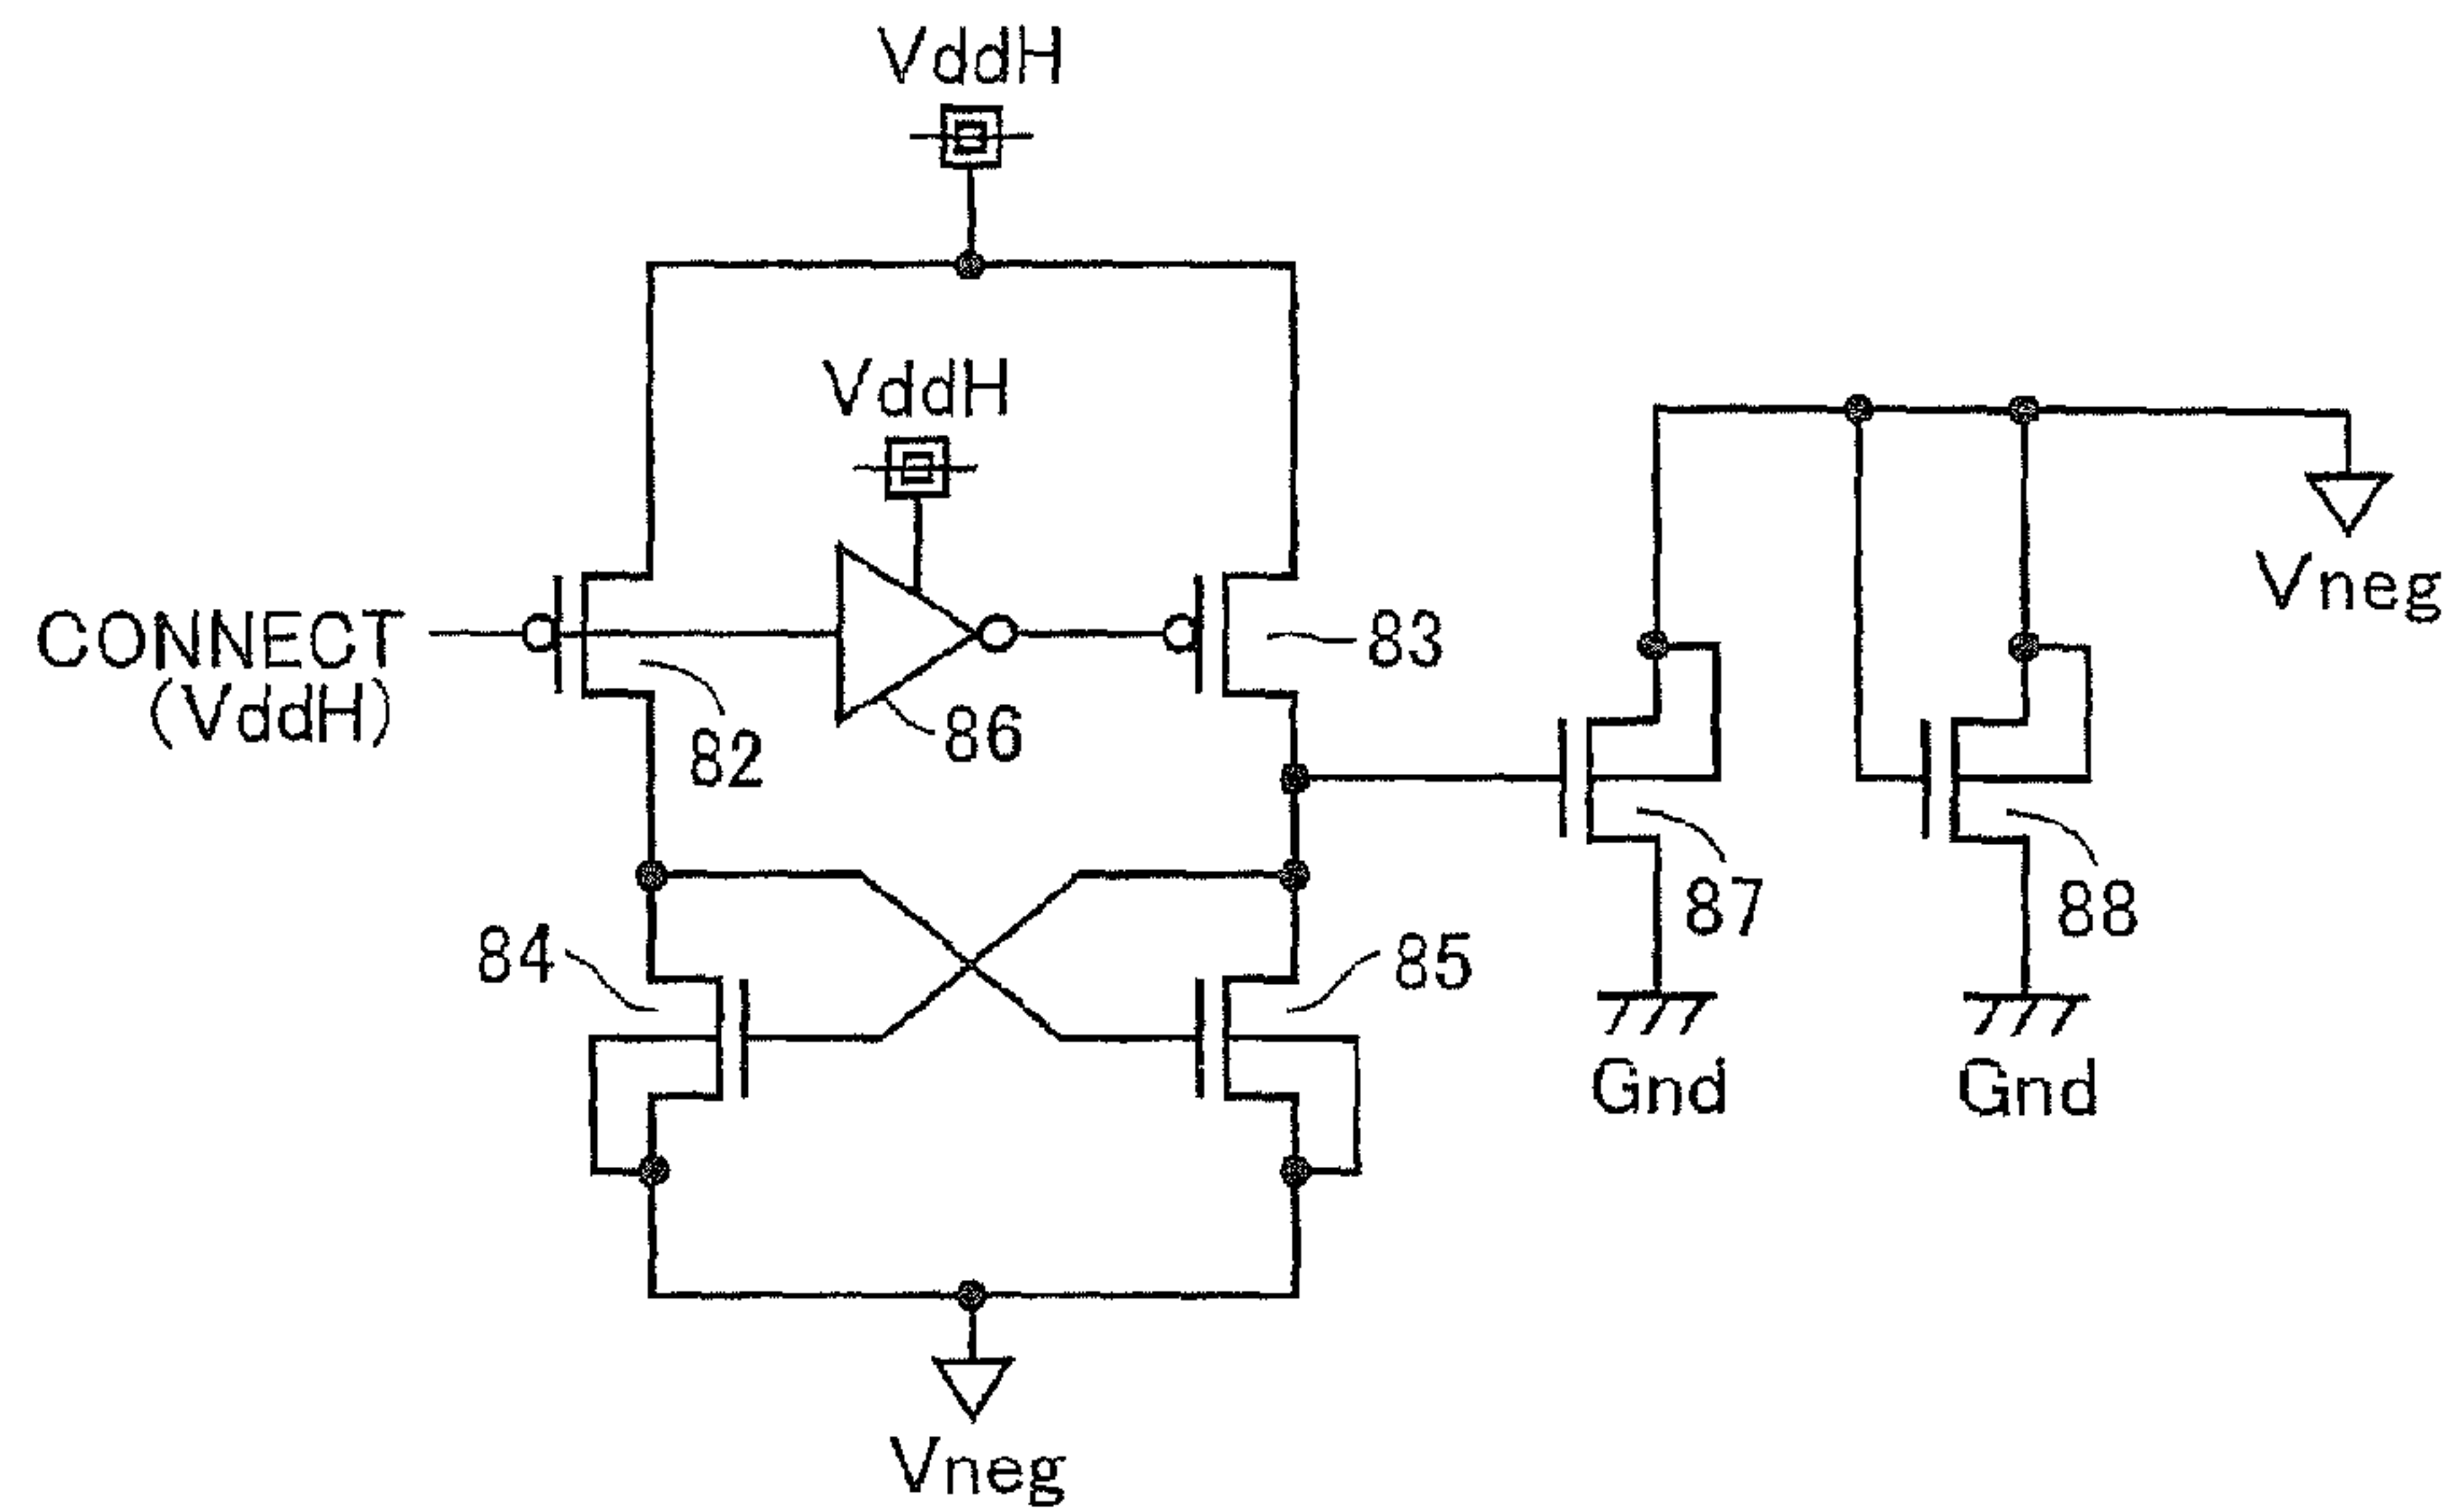 VddH
VddH
CONNECT
(VddH)
82
86
83
Vneg
84
85
87
88
Gnd
Gnd
Vneg